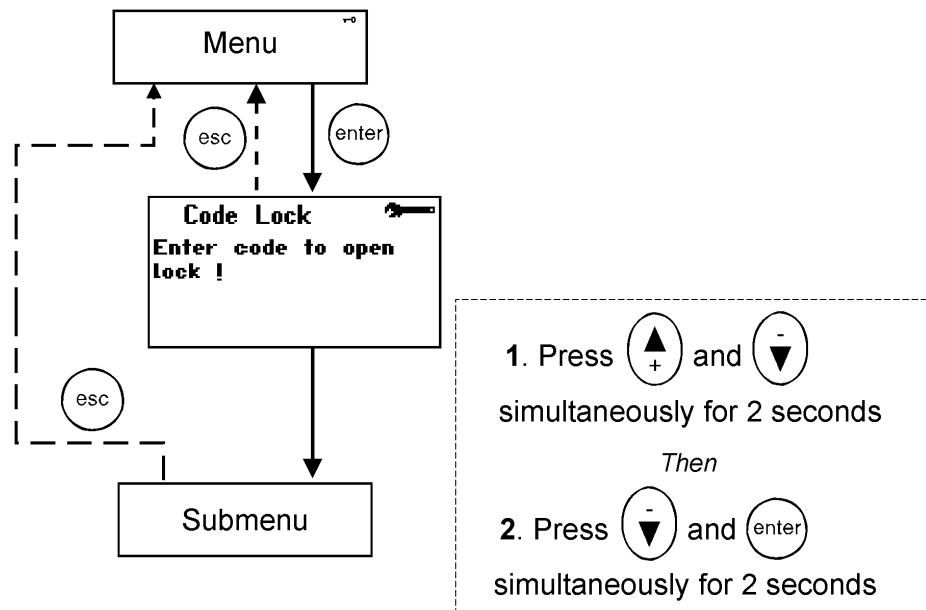 Menu
esc
enter
Code Lock
Enter code to open
lock !
esc
Submenu
1. Press + and -
simultaneously for 2 seconds
Then
2. Press - and enter
simultaneously for 2 seconds